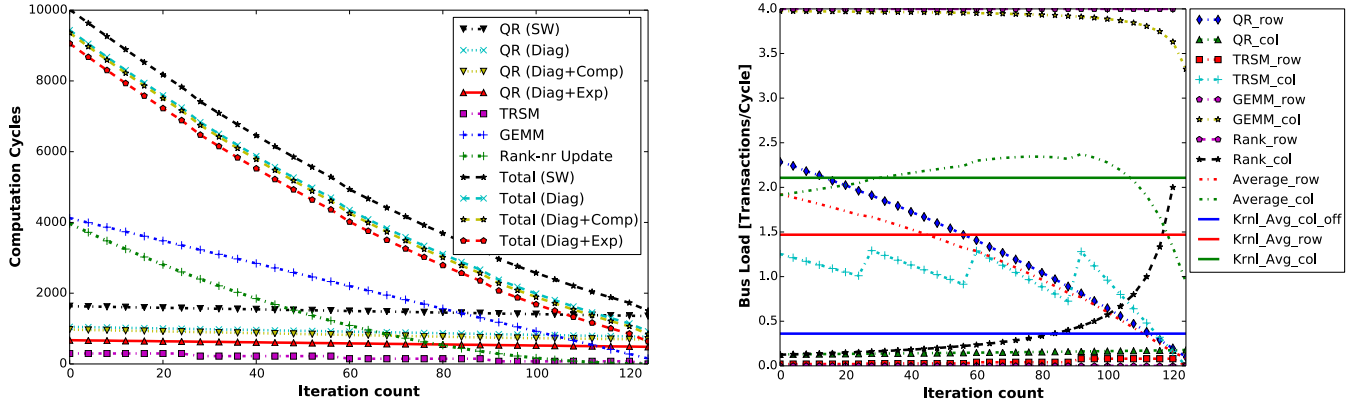 Computation Cycles
10000
8000
6000
4000
2000
0
0 20 40 60 80 100 120
Iteration count
QR (SW)
QR (Diag)
QR (Diag+Comp)
QR (Diag+Exp)
TRSM
GEMM
Rank-nr Update
Total (SW)
Total (Diag)
Total (Diag+Comp)
Total (Diag+Exp)
Bus Load [Transactions/Cycle]
4.0
3.5
3.0
2.5
2.0
1.5
1.0
0.5
0.0
0 20 40 60 80 100 120
Iteration count
QR_row
QR_col
TRSM_row
TRSM_col
GEMM_row
GEMM_col
Rank_row
Rank_col
Average_row
Average_col
Krnl_Avg_col_off
Krnl_Avg_row
Krnl_Avg_col